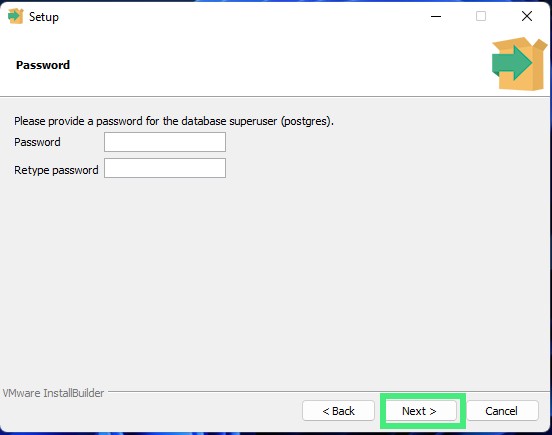 Setup
Password
Please provide a password for the database superuser (postgres).
Password
Retype password
VMware InstallBuilder
< Back
Next >
Cancel